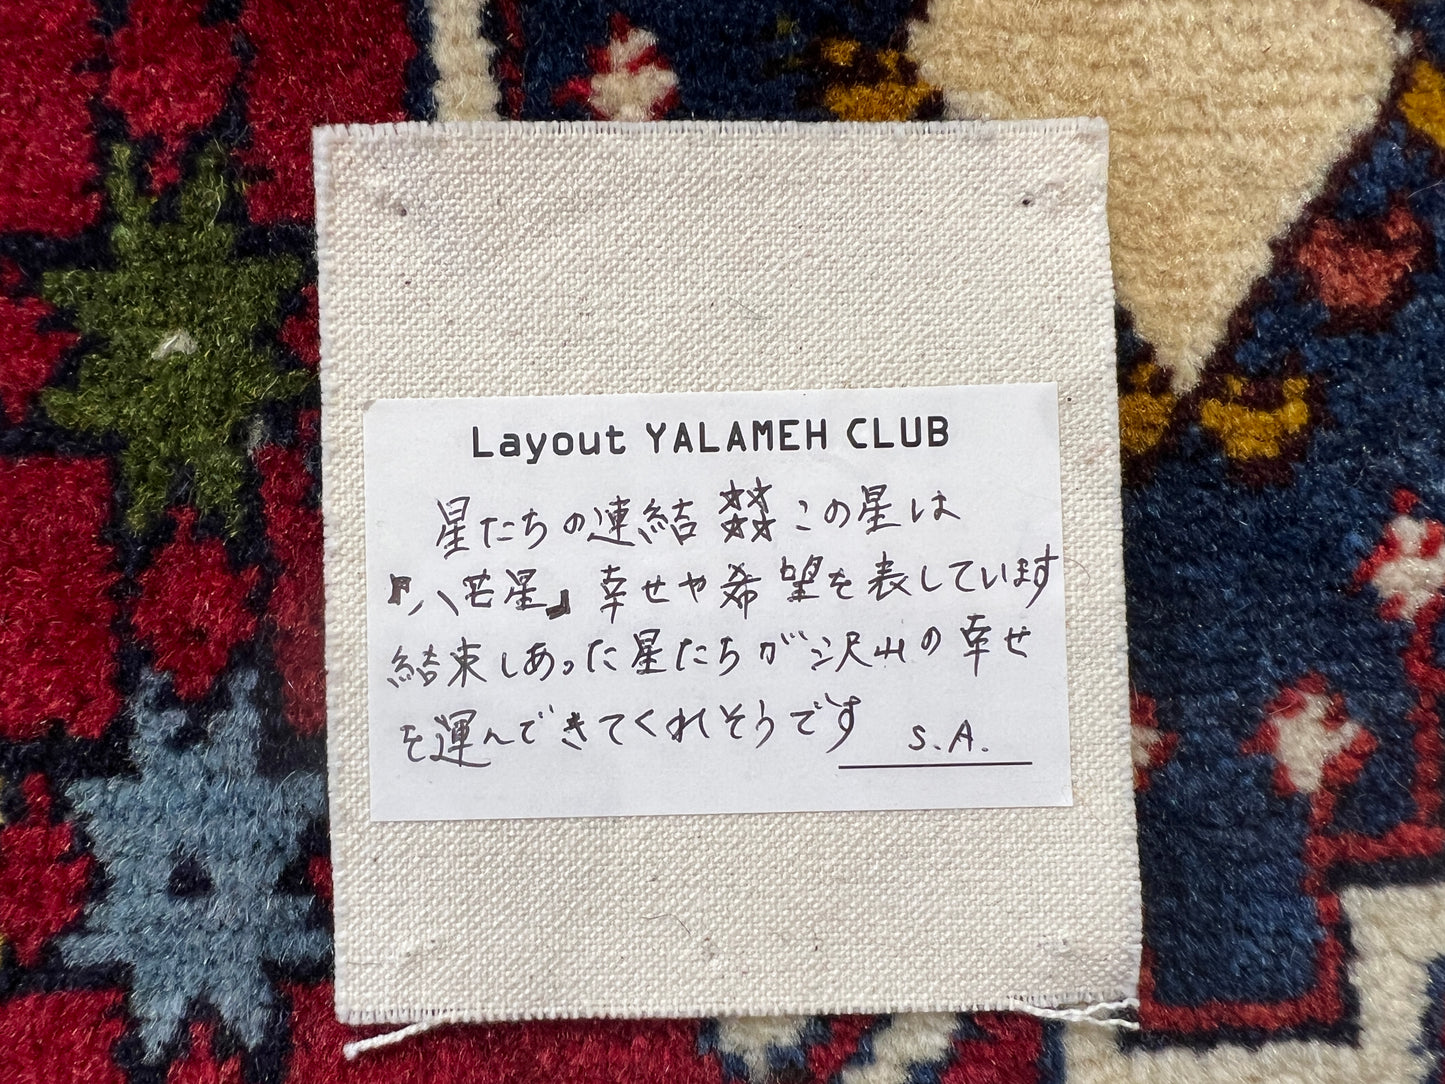 Layout YALAMEH CLUB
星たちの連結 ☆☆☆☆ この星は
『八芒星』幸せや希望を表しています
結束しあった星たちが沢山の幸せ
を運んできてくれそうです S.A.